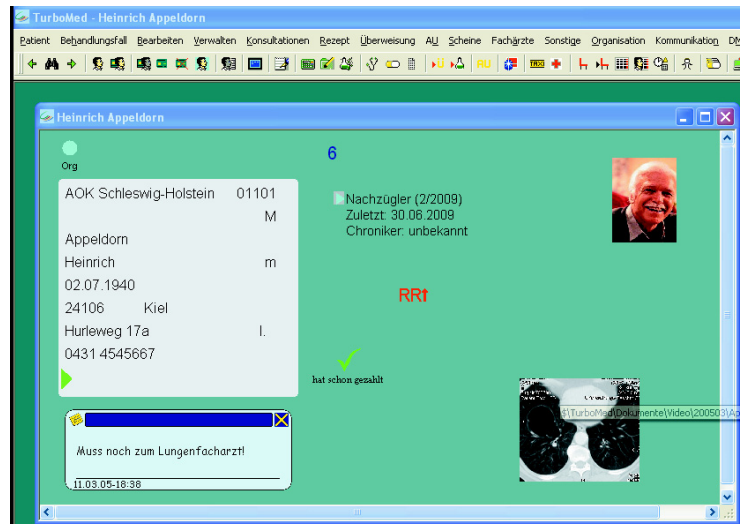 TurboMed - Heinrich Appeldorn
Patient Behandlungsfall Bearbeiten Verwalten Konsultationen Rezept Überweisung AU Scheine Fachärzte Sonstige Organisation Kommunikation DM
Heinrich Appeldorn
Org
6
AOK Schleswig-Holstein 01101
M
Appeldorn
Heinrich m
02.07.1940
24106 Kiel
Hurleweg 17a I.
0431 4545667
Nachzügler (2/2009)
Zuletzt: 30.06.2009
Chroniker: unbekannt
RR↑
hat schon gezahlt
Muss noch zum Lungenfacharzt!
11.03.05-18:38
$\TurboMed\Dokumente\Video\200503\Ap